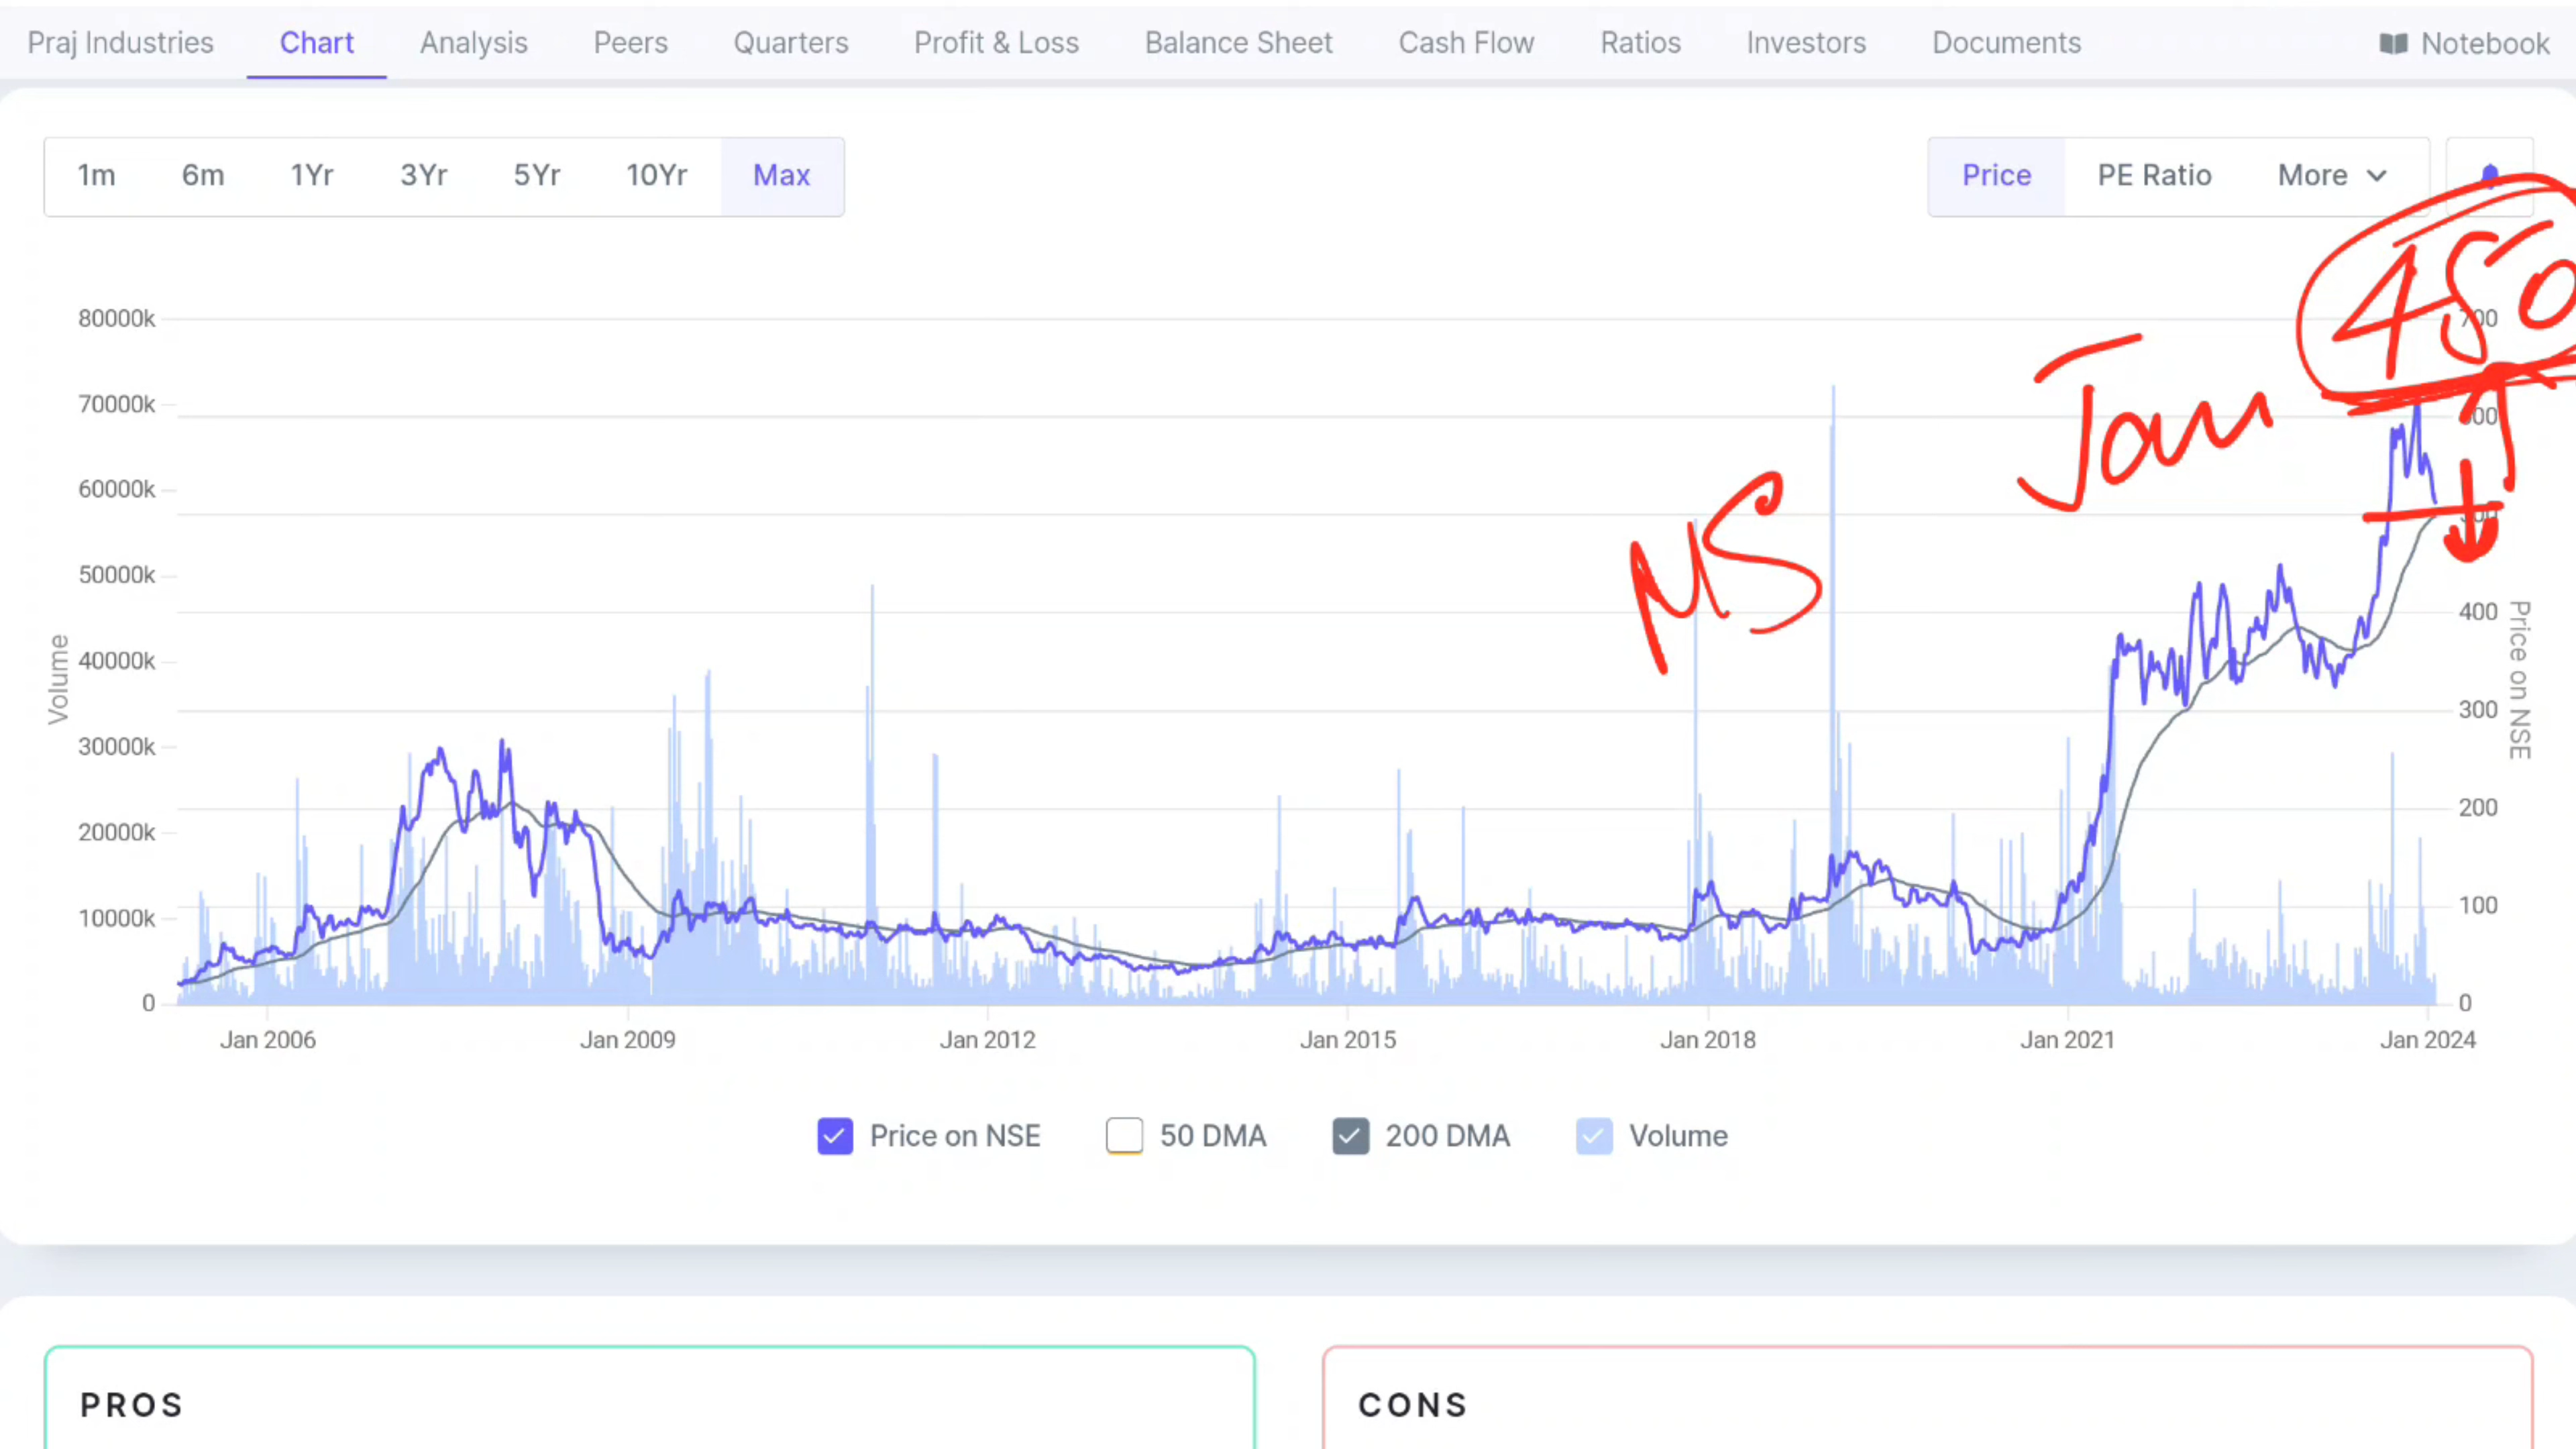 Praj Industries Chart Analysis Peers Quarters Profit & Loss Balance Sheet Cash Flow Ratios Investors Documents Notebook
1m 6m 1Yr 3Yr 5Yr 10Yr Max
Price PE Ratio More
450
Jan
NS
80000k
70000k
60000k
50000k
40000k
30000k
20000k
10000k
0
Volume
400
300
200
100
0
Price on NSE
Jan 2006 Jan 2009 Jan 2012 Jan 2015 Jan 2018 Jan 2021 Jan 2024
Price on NSE 50 DMA 200 DMA Volume
PROS
CONS